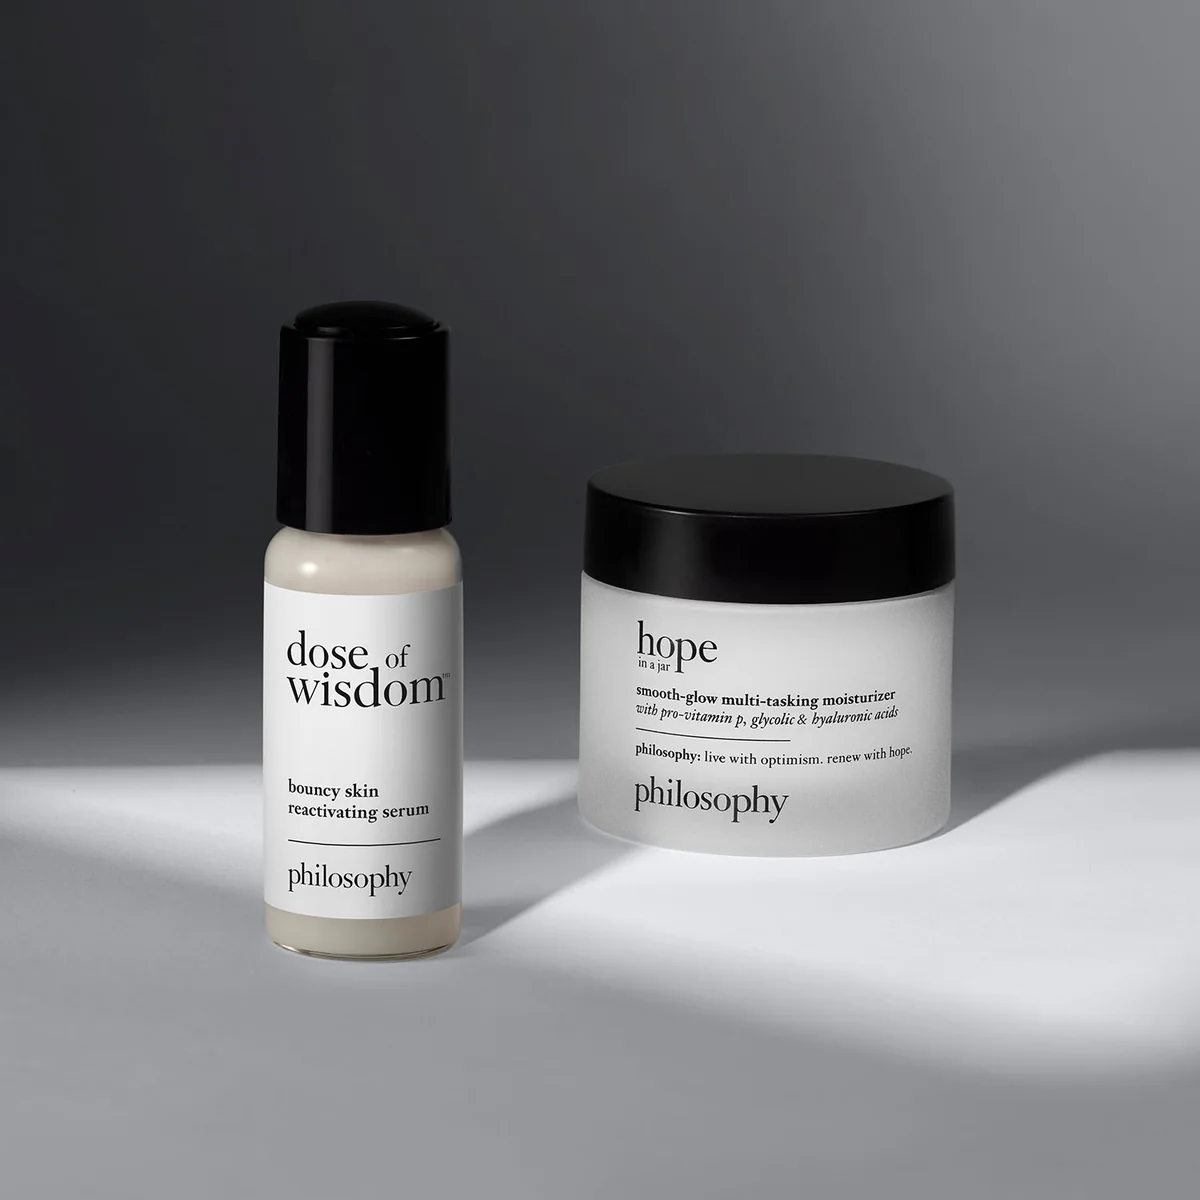 dose of
wisdom™
bouncy skin
reactivating serum
philosophy
hope
in a jar
smooth-glow multi-tasking moisturizer
with pro-vitamin p, glycolic & hyaluronic acids
philosophy: live with optimism. renew with hope.
philosophy